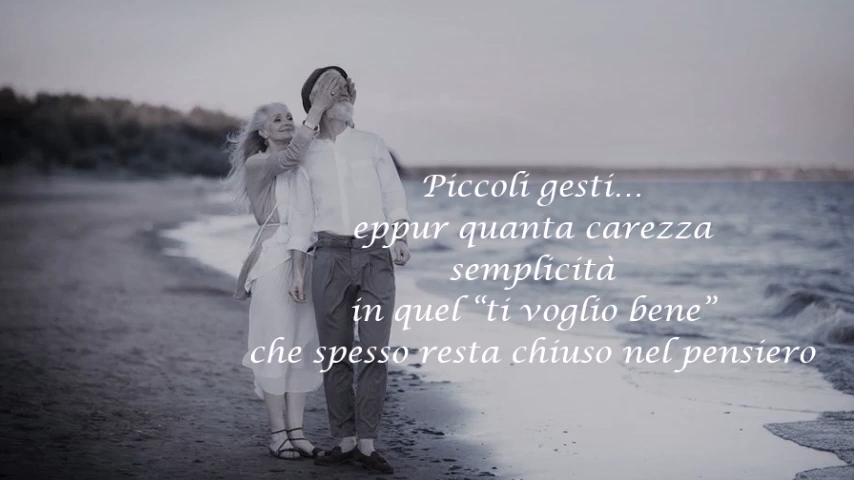 Piccoli gesti...
eppur quanta carezza
semplicità
in quel “ti voglio bene”
che spesso resta chiuso nel pensiero